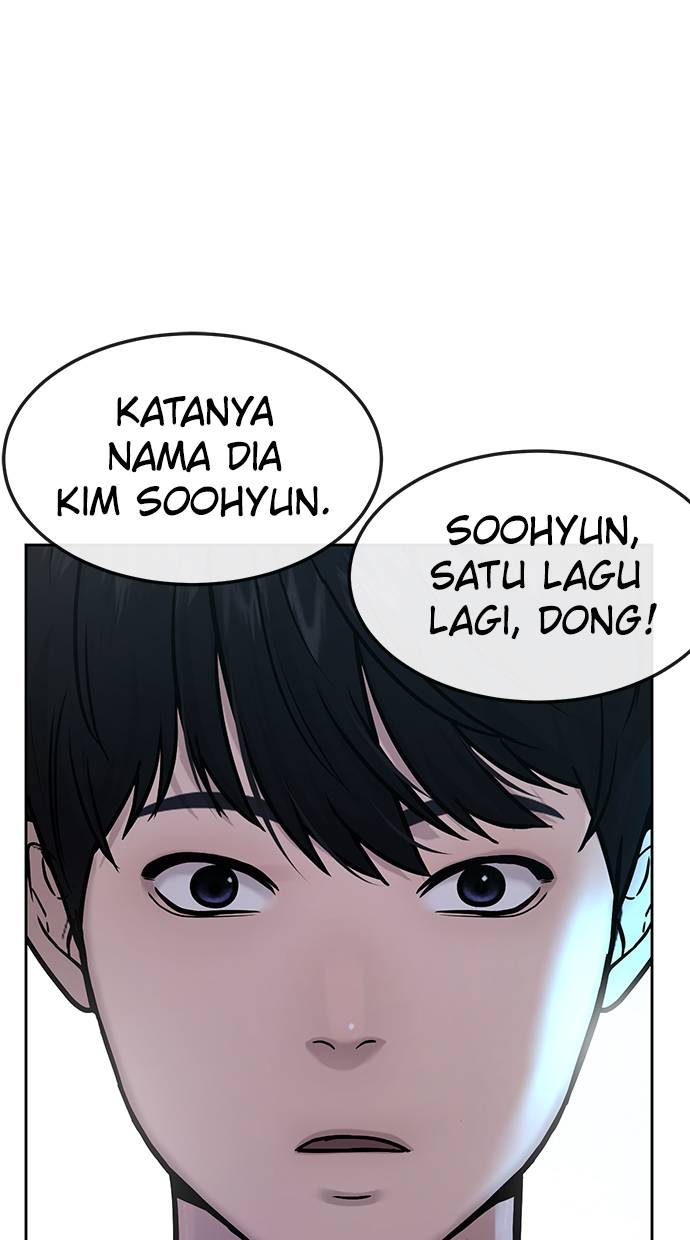 KATANYA
NAMA DIA
KIM SOOHYUN.
SOOHYUN,
SATU LAGU
LAGI, DONG!